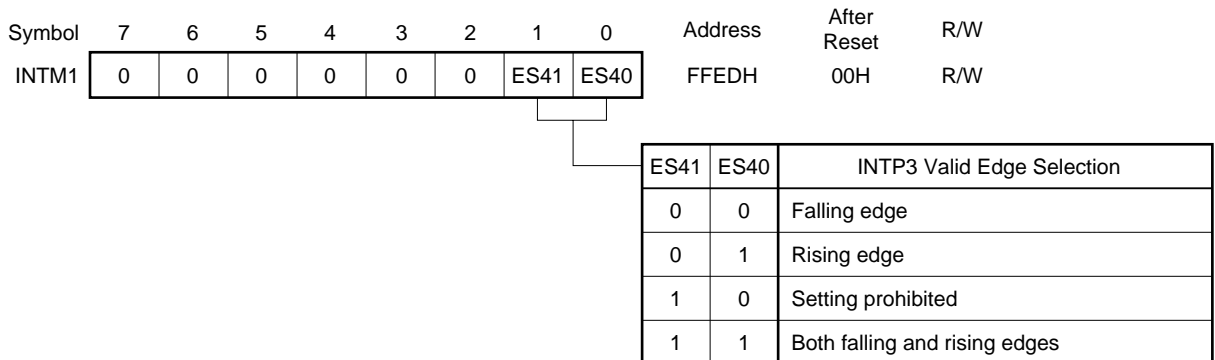 Symbol 7 6 5 4 3 2 1 0 Address After Reset R/W
INTM1 0 0 0 0 0 0 ES41 ES40 FFEDH 00H R/W
ES41 ES40 INTP3 Valid Edge Selection
0 0 Falling edge
0 1 Rising edge
1 0 Setting prohibited
1 1 Both falling and rising edges